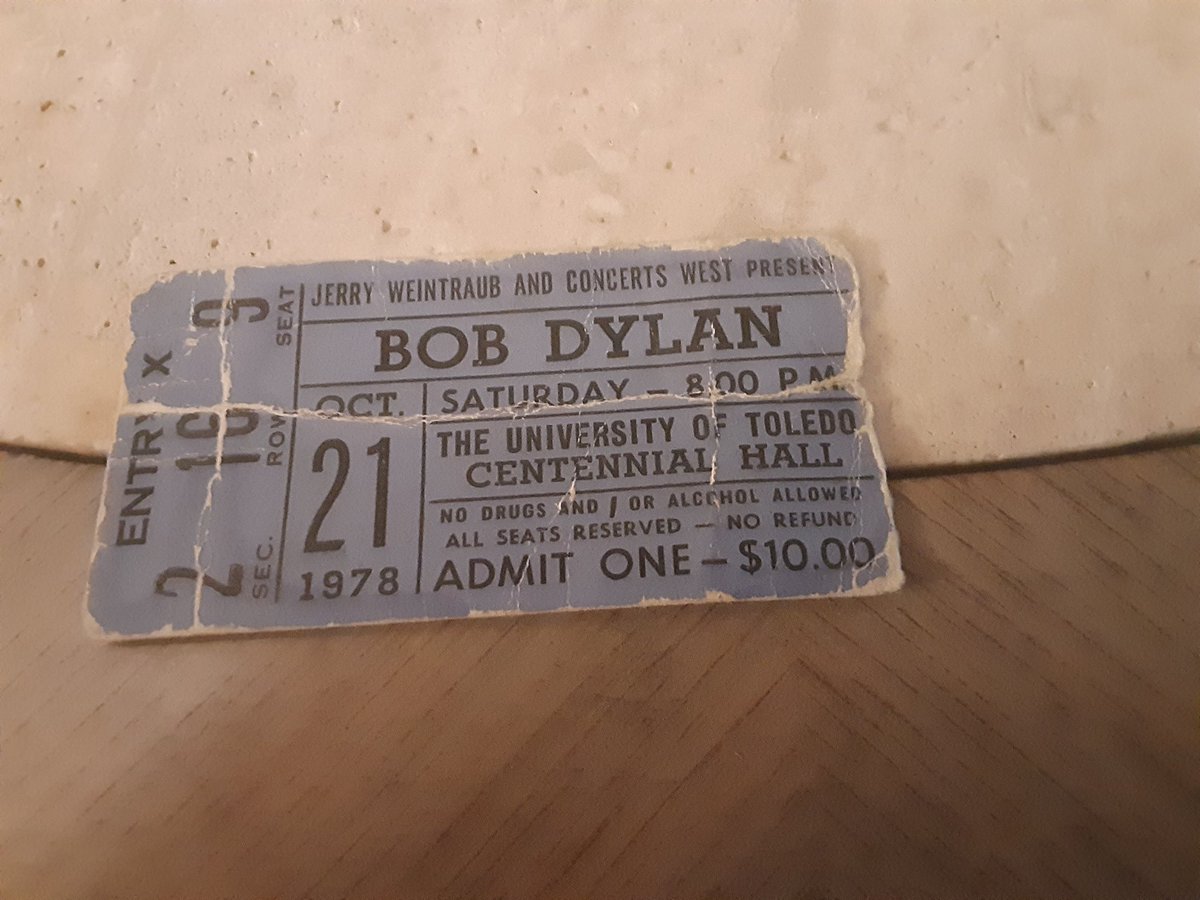 ENTRY X
2 9
SEC. ROW SEAT
JERRY WEINTRAUB AND CONCERTS WEST PRESENT
BOB DYLAN
OCT. 21 1978
SATURDAY – 8:00 P.M.
THE UNIVERSITY OF TOLEDO
CENTENNIAL HALL
NO DRUGS AND / OR ALCOHOL ALLOWED
ALL SEATS RESERVED – NO REFUND
ADMIT ONE – $10.00